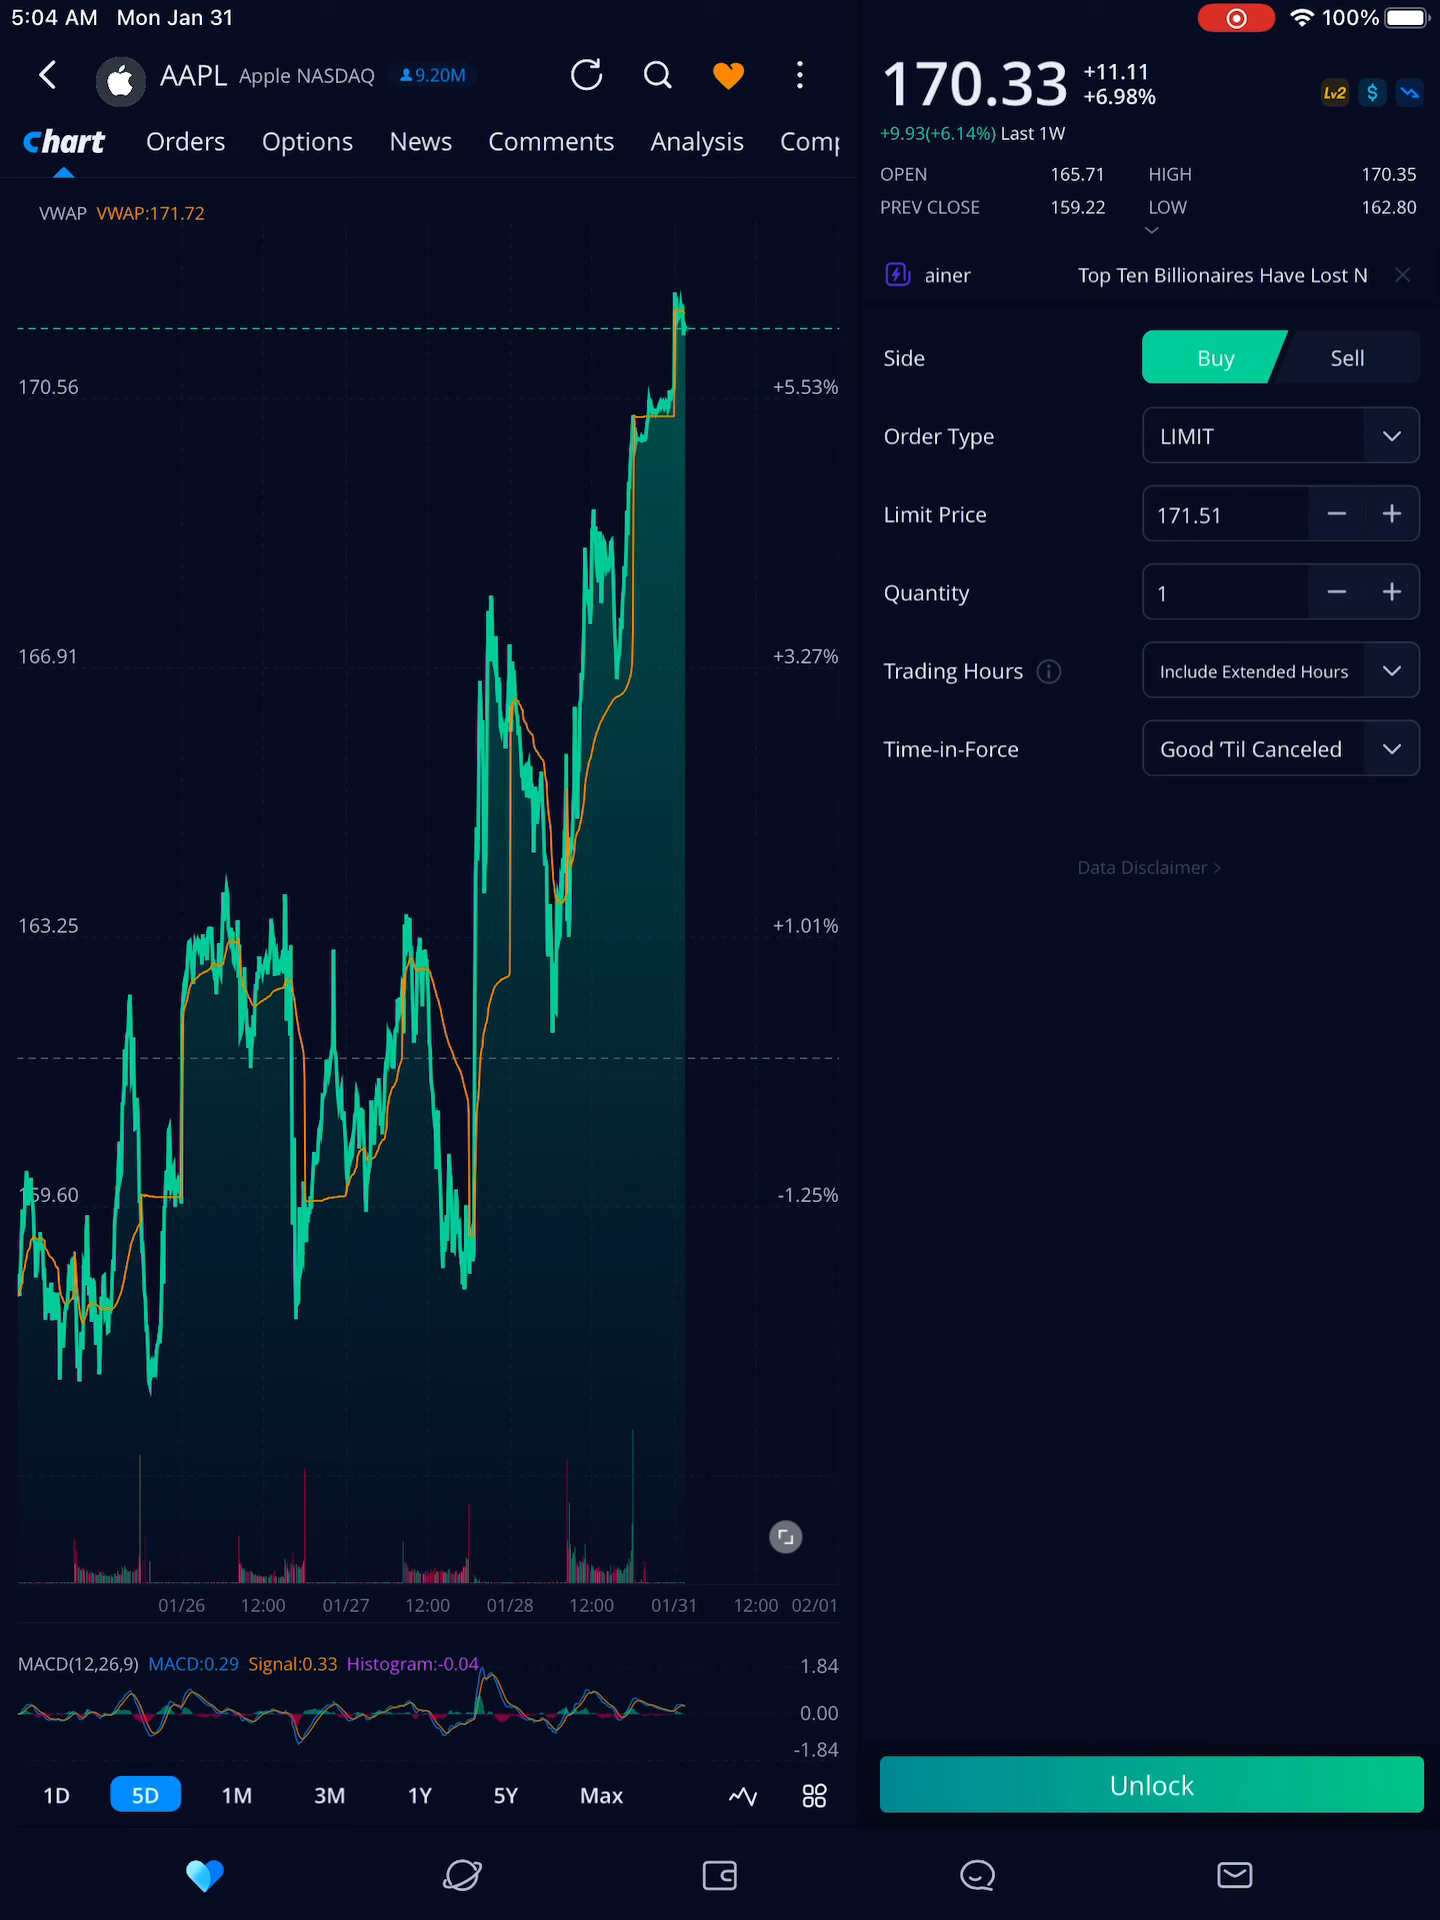 5:04 AM Mon Jan 31
100%
AAPL Apple NASDAQ 9.20M
Chart Orders Options News Comments Analysis Comp
VWAP VWAP:171.72
170.56 +5.53%
166.91 +3.27%
163.25 +1.01%
159.60 -1.25%
01/26 12:00 01/27 12:00 01/28 12:00 01/31 12:00 02/01
MACD(12,26,9) MACD:0.29 Signal:0.33 Histogram:-0.04
1.84
0.00
-1.84
1D 5D 1M 3M 1Y 5Y Max
170.33 +11.11
+6.98%
Lv2 $
+9.93(+6.14%) Last 1W
OPEN 165.71 HIGH 170.35
PREV CLOSE 159.22 LOW 162.80
ainer Top Ten Billionaires Have Lost N
Side Buy Sell
Order Type LIMIT
Limit Price 171.51 − +
Quantity 1 − +
Trading Hours Include Extended Hours
Time-in-Force Good 'Til Canceled
Data Disclaimer >
Unlock